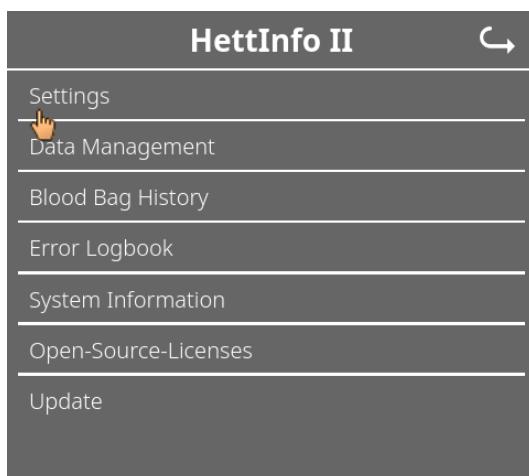 HettInfo II
Settings
Data Management
Blood Bag History
Error Logbook
System Information
Open-Source-Licenses
Update